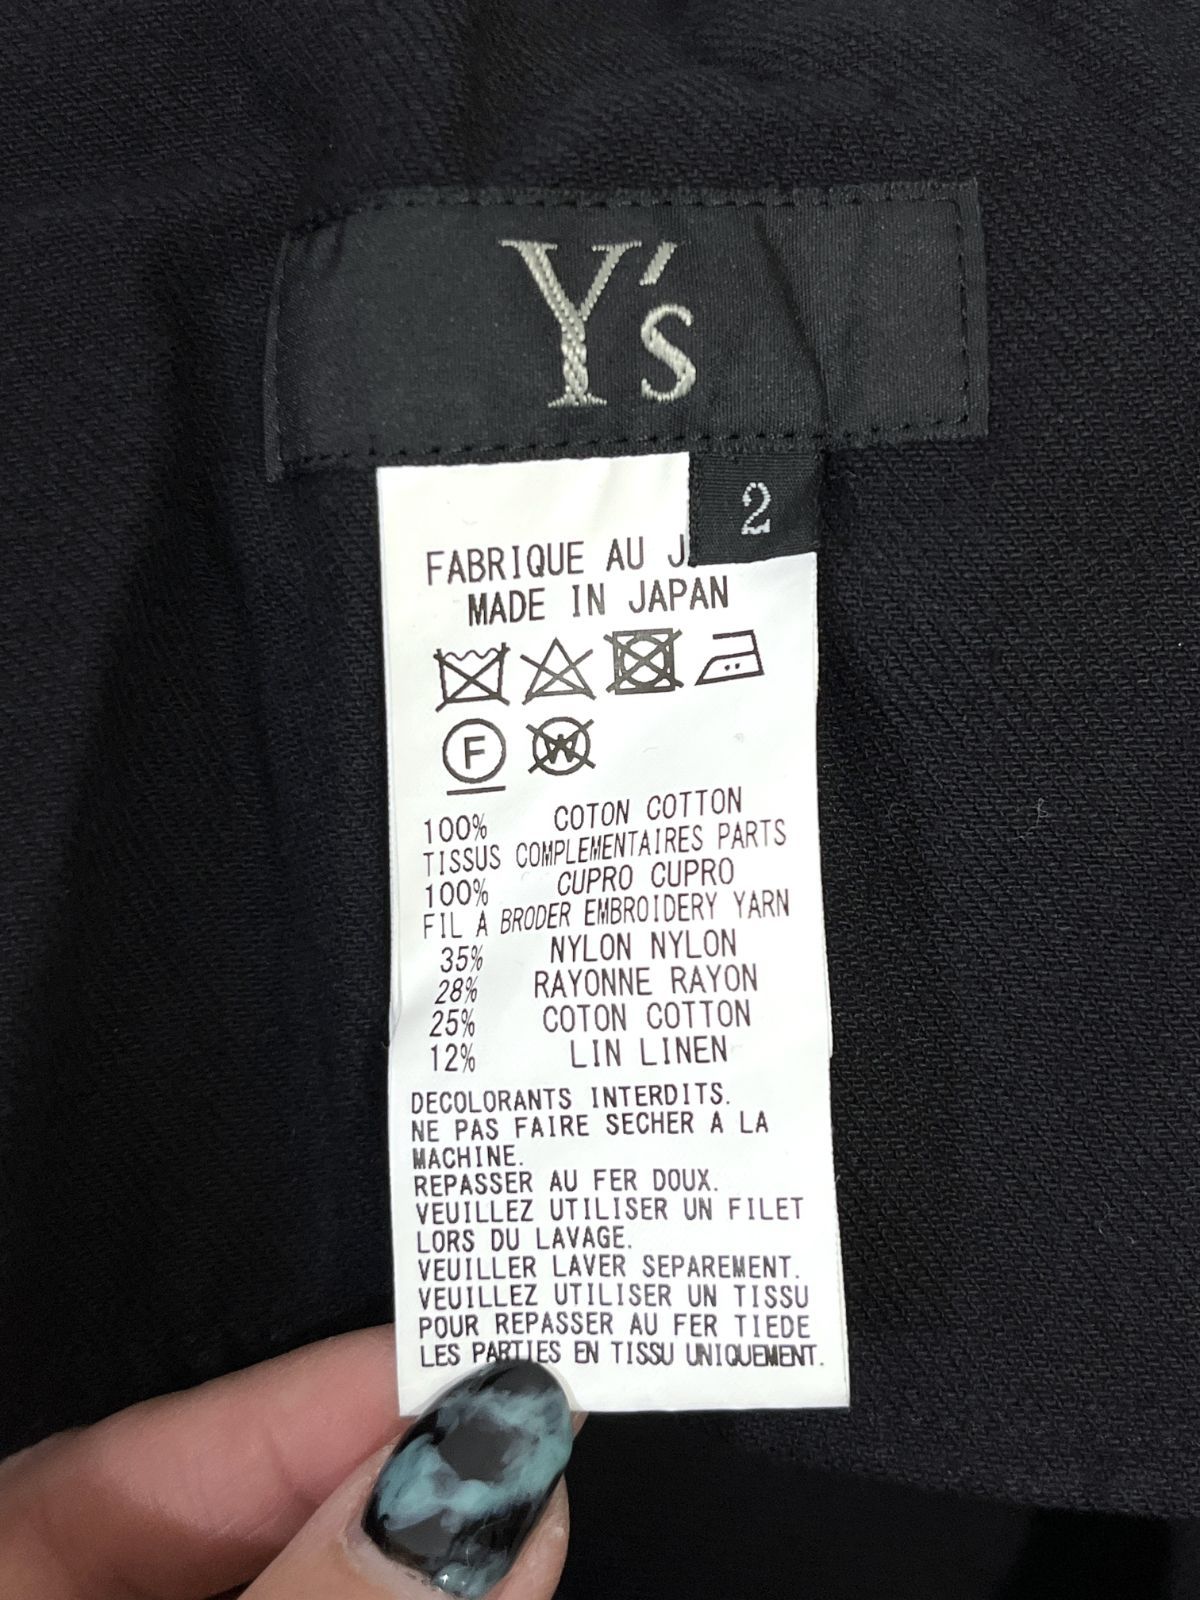 Y's
2
FABRIQUE AU
MADE IN JAPAN
F
W
100% COTON COTTON
TISSUS COMPLEMENTAIRES PARTS
100% CUPRO CUPRO
FIL A BRODER EMBROIDERY YARN
35% NYLON NYLON
28% RAYONNE RAYON
25% COTON COTTON
12% LIN LINEN
DECOLORANTS INTERDITS.
NE PAS FAIRE SECHER A LA
MACHINE.
REPASSER AU FER DOUX.
VEUILLEZ UTILISER UN FILET
LORS DU LAVAGE.
VEUILLER LAVER SEPAREMENT.
VEUILLEZ UTILISER UN TISSU
POUR REPASSER AU FER TIEDE
LES PARTIES EN TISSU UNIQUEMENT.